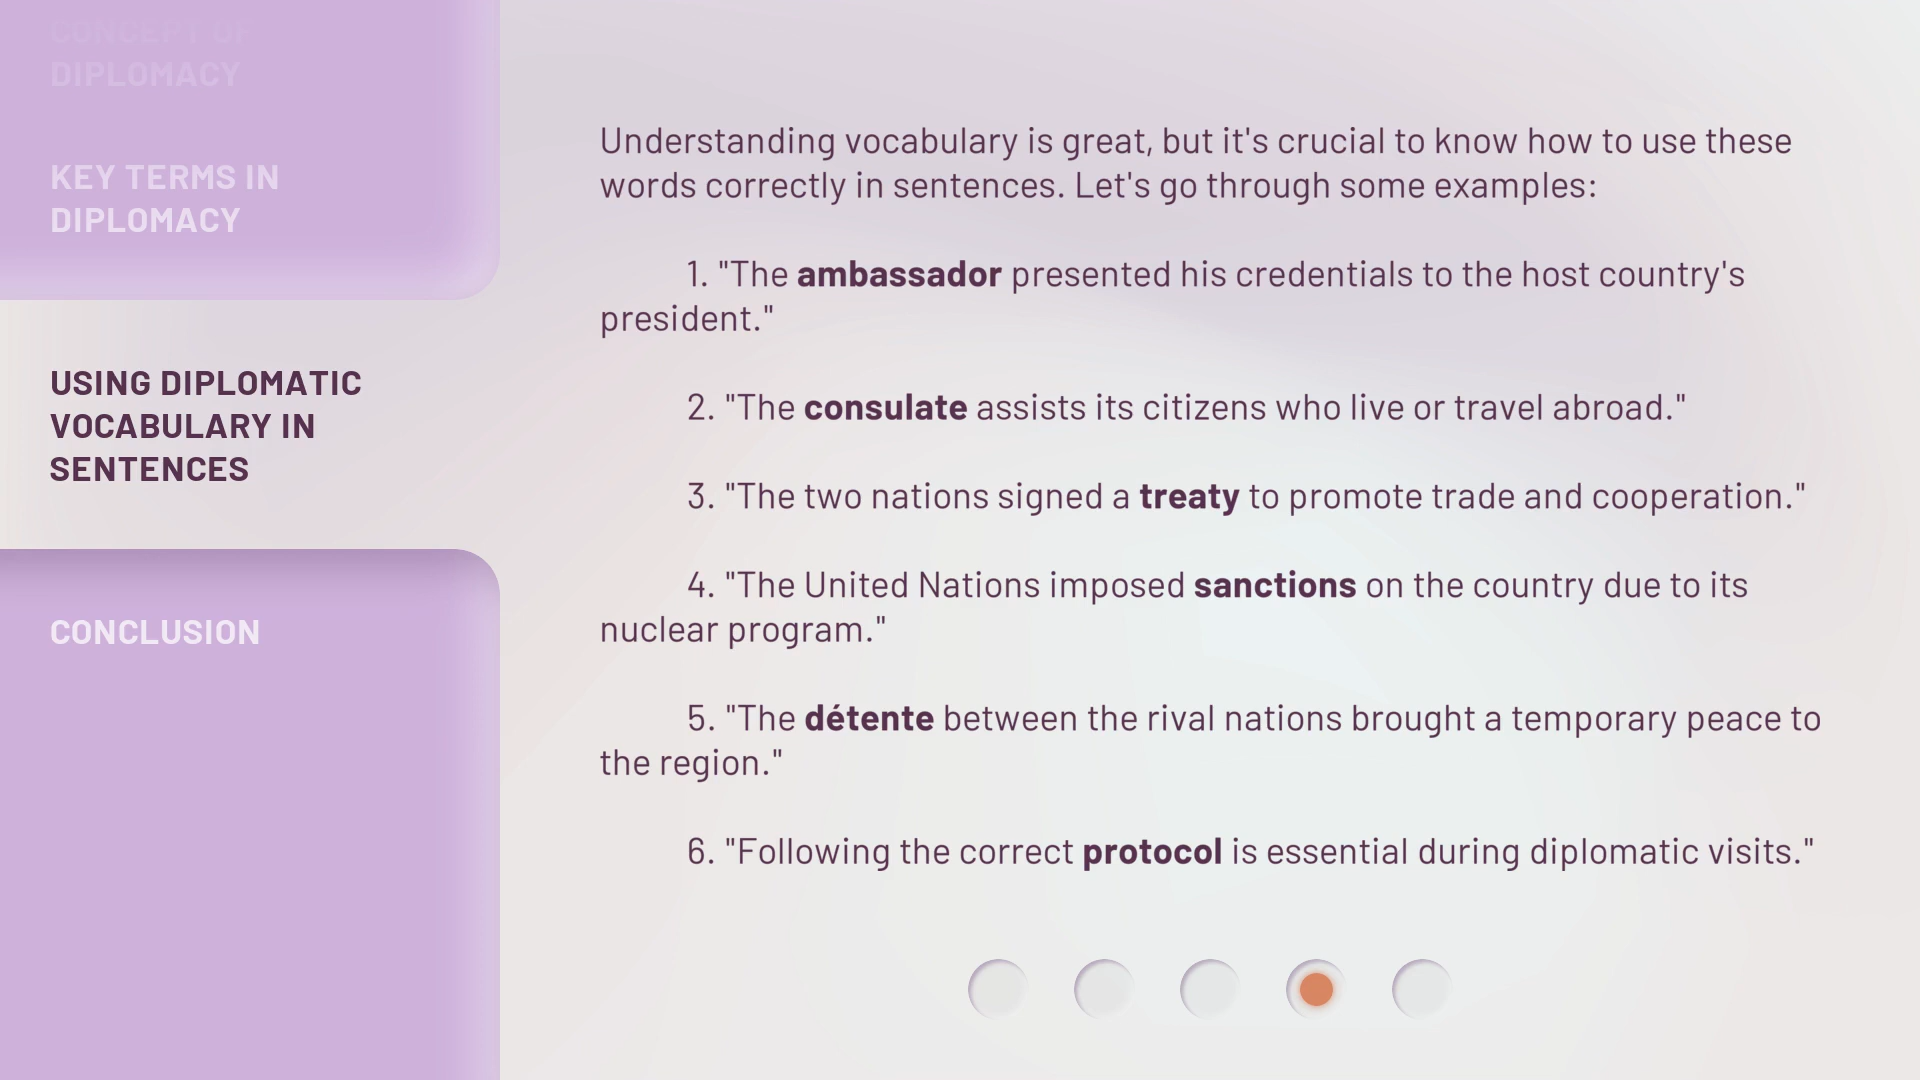 CONCEPT OF
DIPLOMACY
KEY TERMS IN
DIPLOMACY
USING DIPLOMATIC
VOCABULARY IN
SENTENCES
CONCLUSION
Understanding vocabulary is great, but it's crucial to know how to use these
words correctly in sentences. Let's go through some examples:
1. "The ambassador presented his credentials to the host country's
president."
2. "The consulate assists its citizens who live or travel abroad."
3. "The two nations signed a treaty to promote trade and cooperation."
4. "The United Nations imposed sanctions on the country due to its
nuclear program."
5. "The détente between the rival nations brought a temporary peace to
the region."
6. "Following the correct protocol is essential during diplomatic visits."